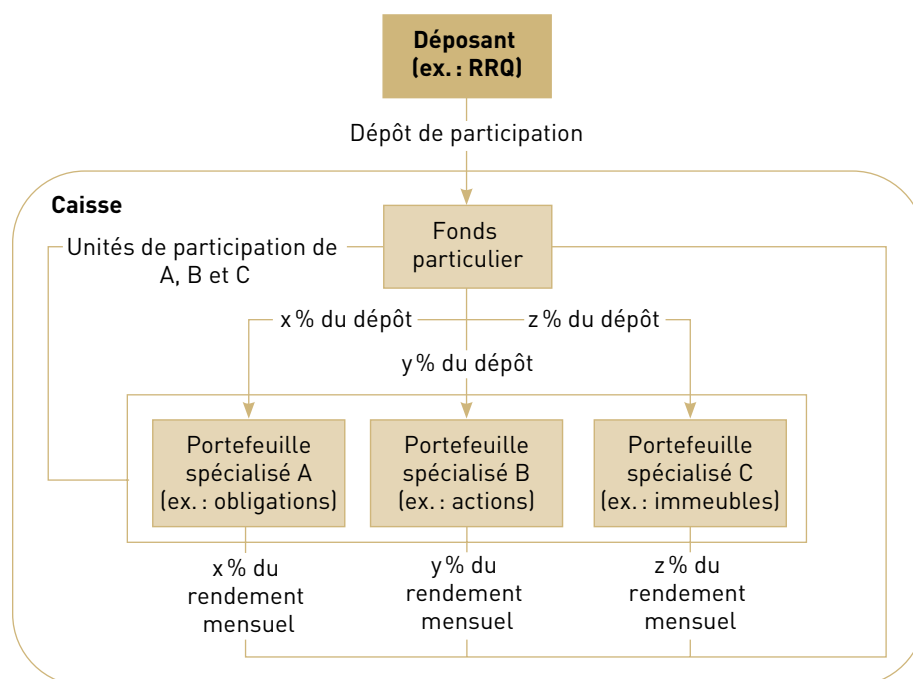 Déposant
(ex. : RRQ)
Dépôt de participation
Caisse
Unités de participation de
A, B et C
Fonds
particulier
x % du dépôt
z % du dépôt
y % du dépôt
Portefeuille
spécialisé A
(ex. : obligations)
Portefeuille
spécialisé B
(ex. : actions)
Portefeuille
spécialisé C
(ex. : immeubles)
x % du
rendement
mensuel
y % du
rendement
mensuel
z % du
rendement
mensuel